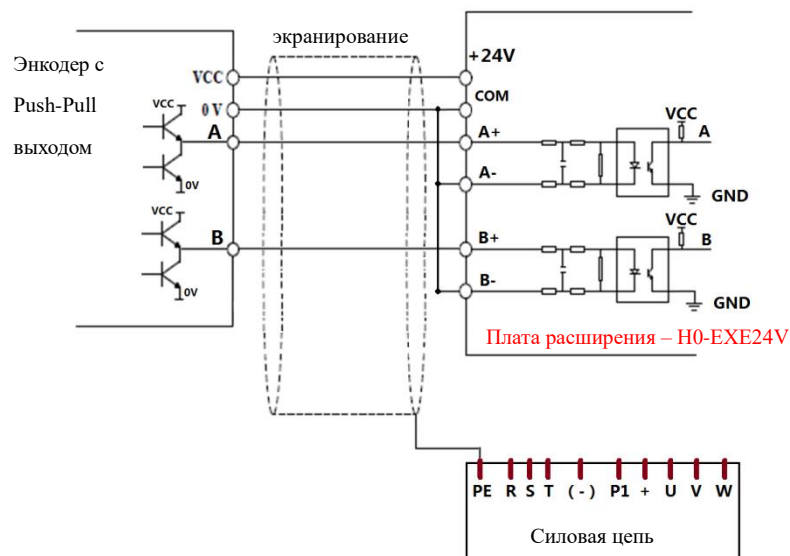 экранирование
Энкодер с
Push-Pull
выходом
VCC
0 V
A
VCC
0V
VCC
B
0V
+24V
COM
A+
VCC
A
A-
GND
B+
VCC
B
B-
GND
Плата расширения – H0-EXE24V
PE R S T ( - ) P1 + U V W
Силовая цепь